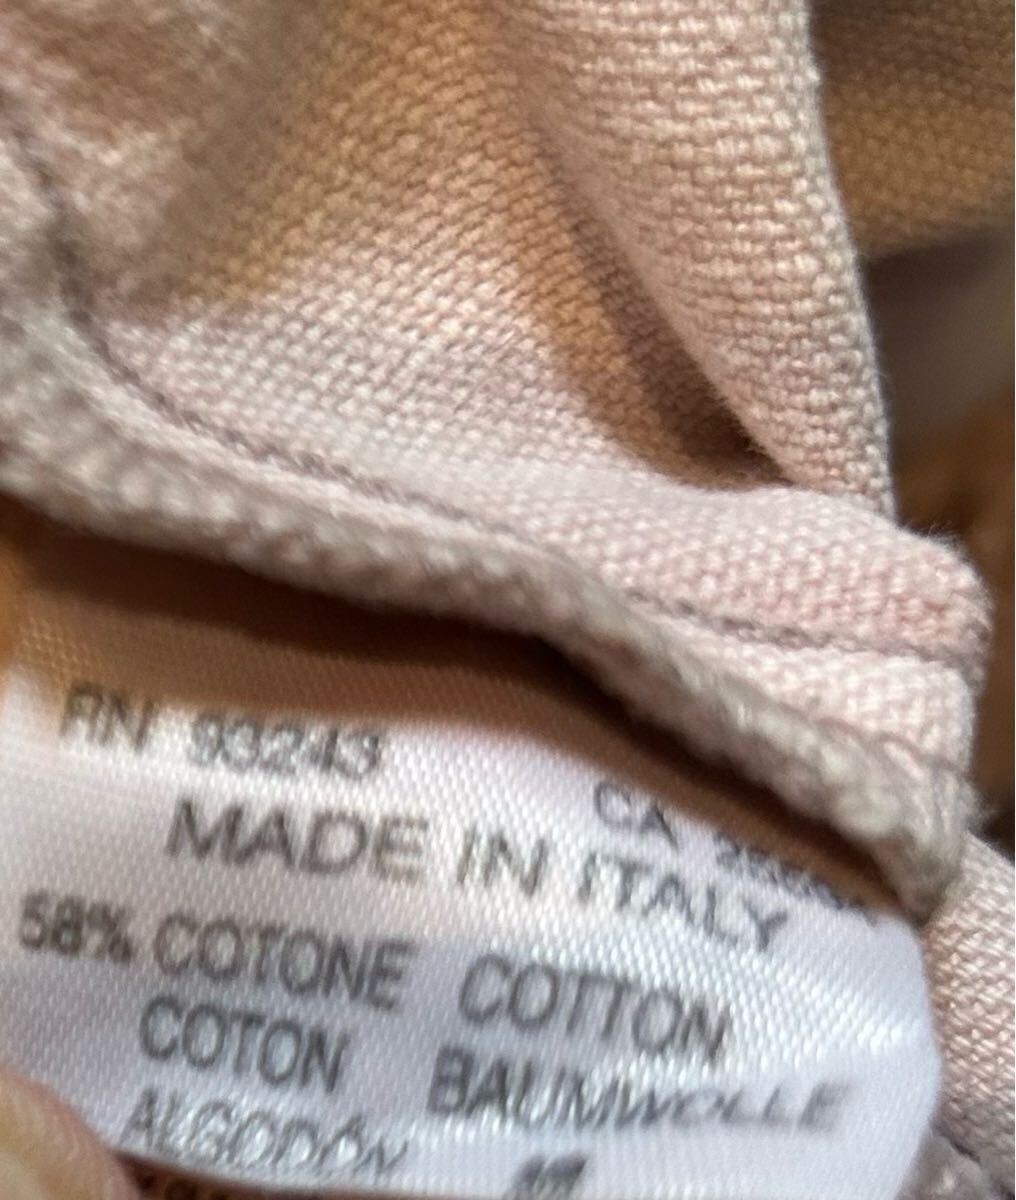 RN 93243
CA
MADE IN ITALY
58% COTONE COTTON
COTON BAUMWOLLE
ALGODÓN